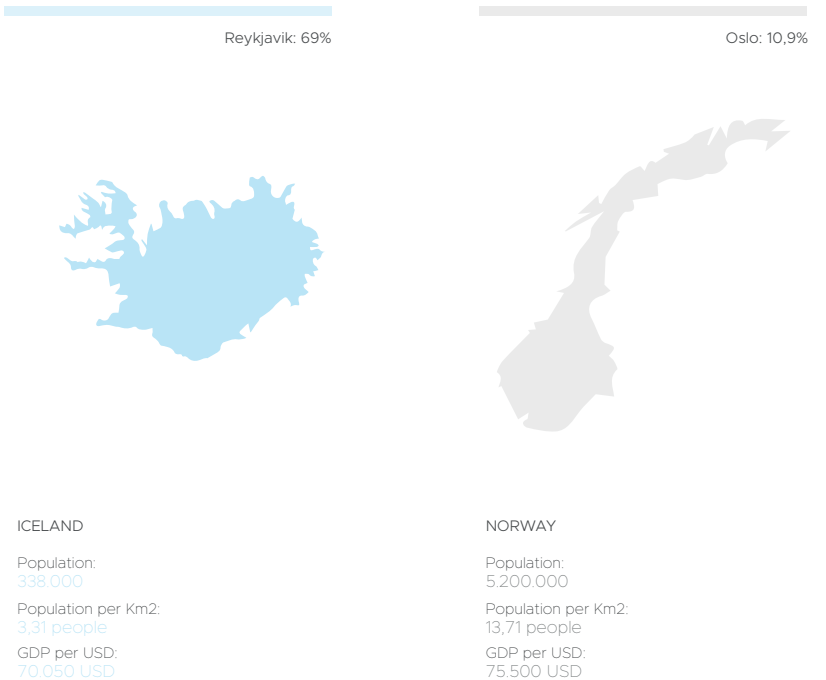 Reykjavik: 69%
Oslo: 10,9%
ICELAND
Population:
338.000
Population per Km2:
3,31 people
GDP per USD:
70.050 USD
NORWAY
Population:
5.200.000
Population per Km2:
13,71 people
GDP per USD:
75.500 USD